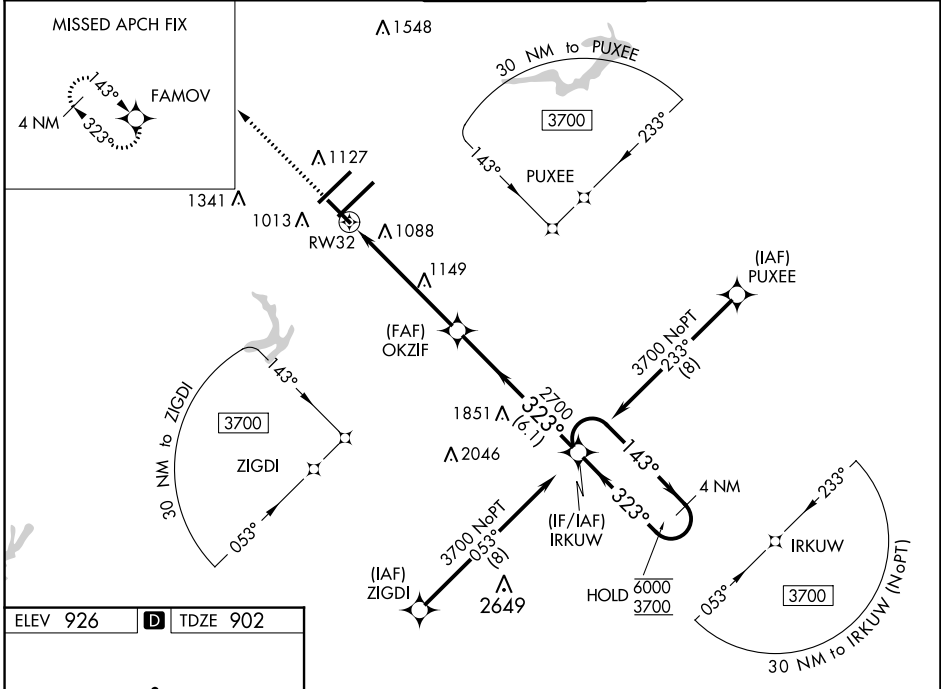 MISSED APCH FIX
143°
FAMOV
4 NM
323°
1548
30 NM to PUXEE
3700
143°
233°
PUXEE
1127
1341
1013
RW32
1088
1149
(FAF)
OKZIF
(IAF)
PUXEE
3700 NoPT
233°
(8)
30 NM to ZIGDI
143°
3700
ZIGDI
053°
2700
323°
(6.1)
1851
2046
143°
323°
4 NM
(IF/IAF)
IRKUW
3700 NoPT
053°
(8)
(IAF)
ZIGDI
2649
HOLD
6000
3700
233°
IRKUW
053°
3700
30 NM to IRKUW (NoPT)
ELEV 926
D
TDZE 902